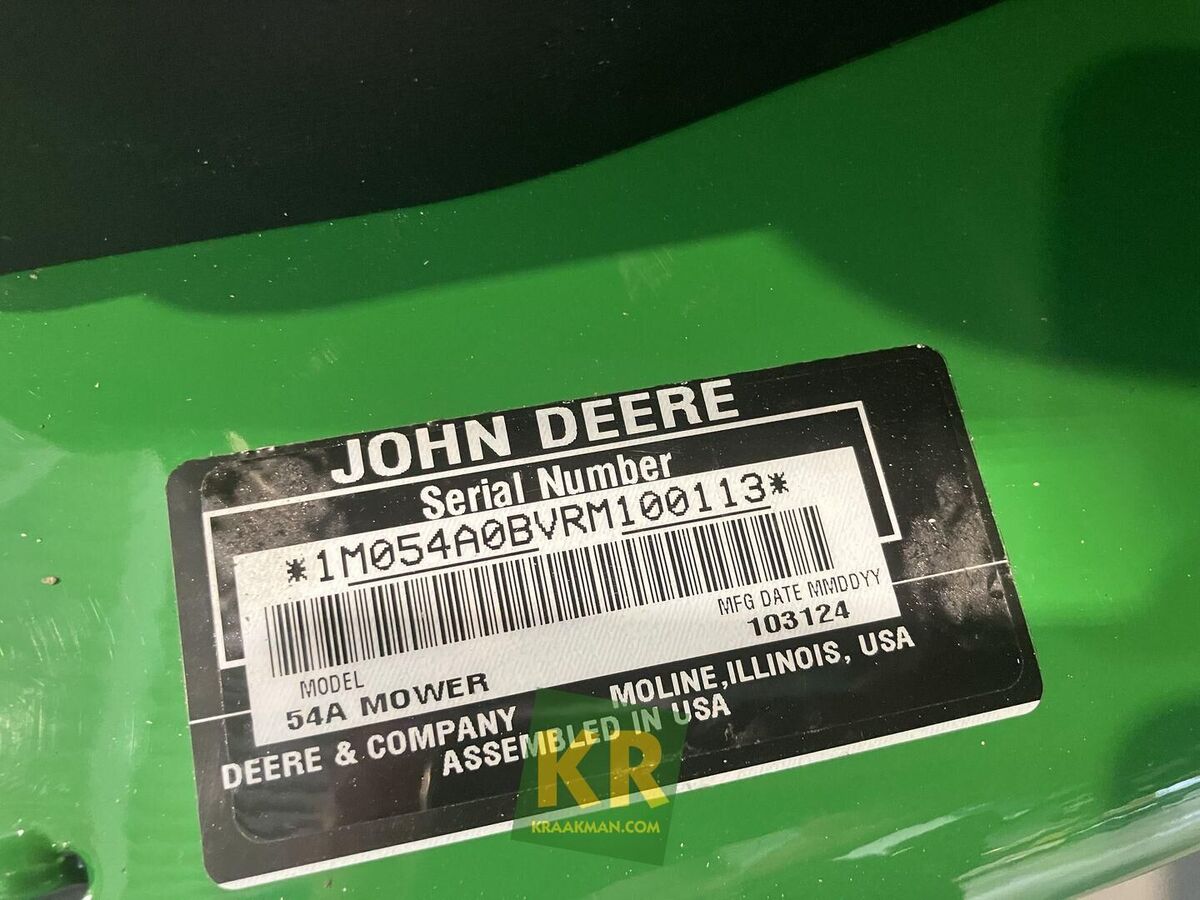 JOHN DEERE
Serial Number
*1M054A0BVRM100113*
MFG DATE MMDDYY
103124
MODEL
54A MOWER
DEERE & COMPANY MOLINE, ILLINOIS, USA
ASSEMBLED IN USA
KR
KRAAKMAN.COM